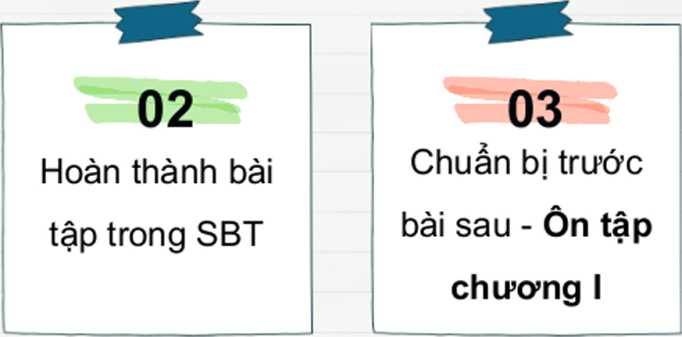 02
Hoàn thành bài
tập trong SBT
03
Chuẩn bị trước
bài sau - Ôn tập
chương I